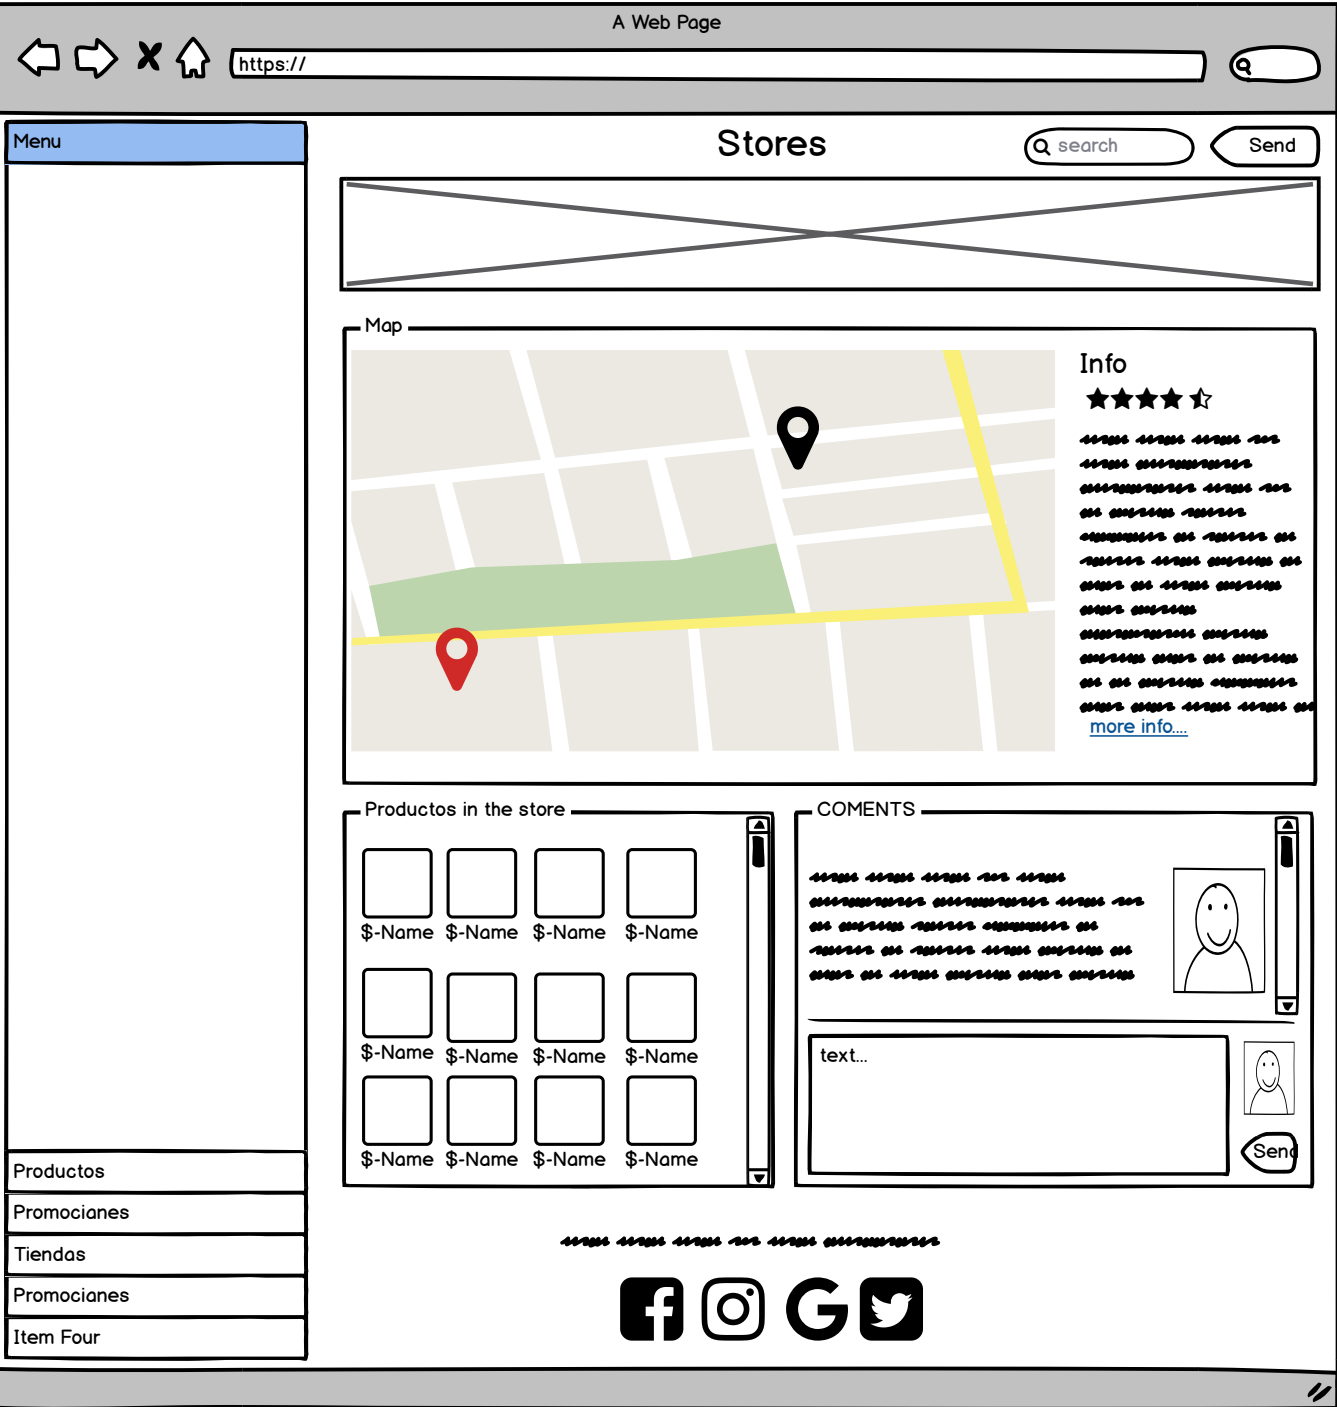 A Web Page
https://
Menu
Stores
search
Send
Map
Info
more info....
Productos in the store
COMENTS
$-Name $-Name $-Name $-Name
$-Name $-Name $-Name $-Name
$-Name $-Name $-Name $-Name
text...
Send
Productos
Promocianes
Tiendas
Promocianes
Item Four